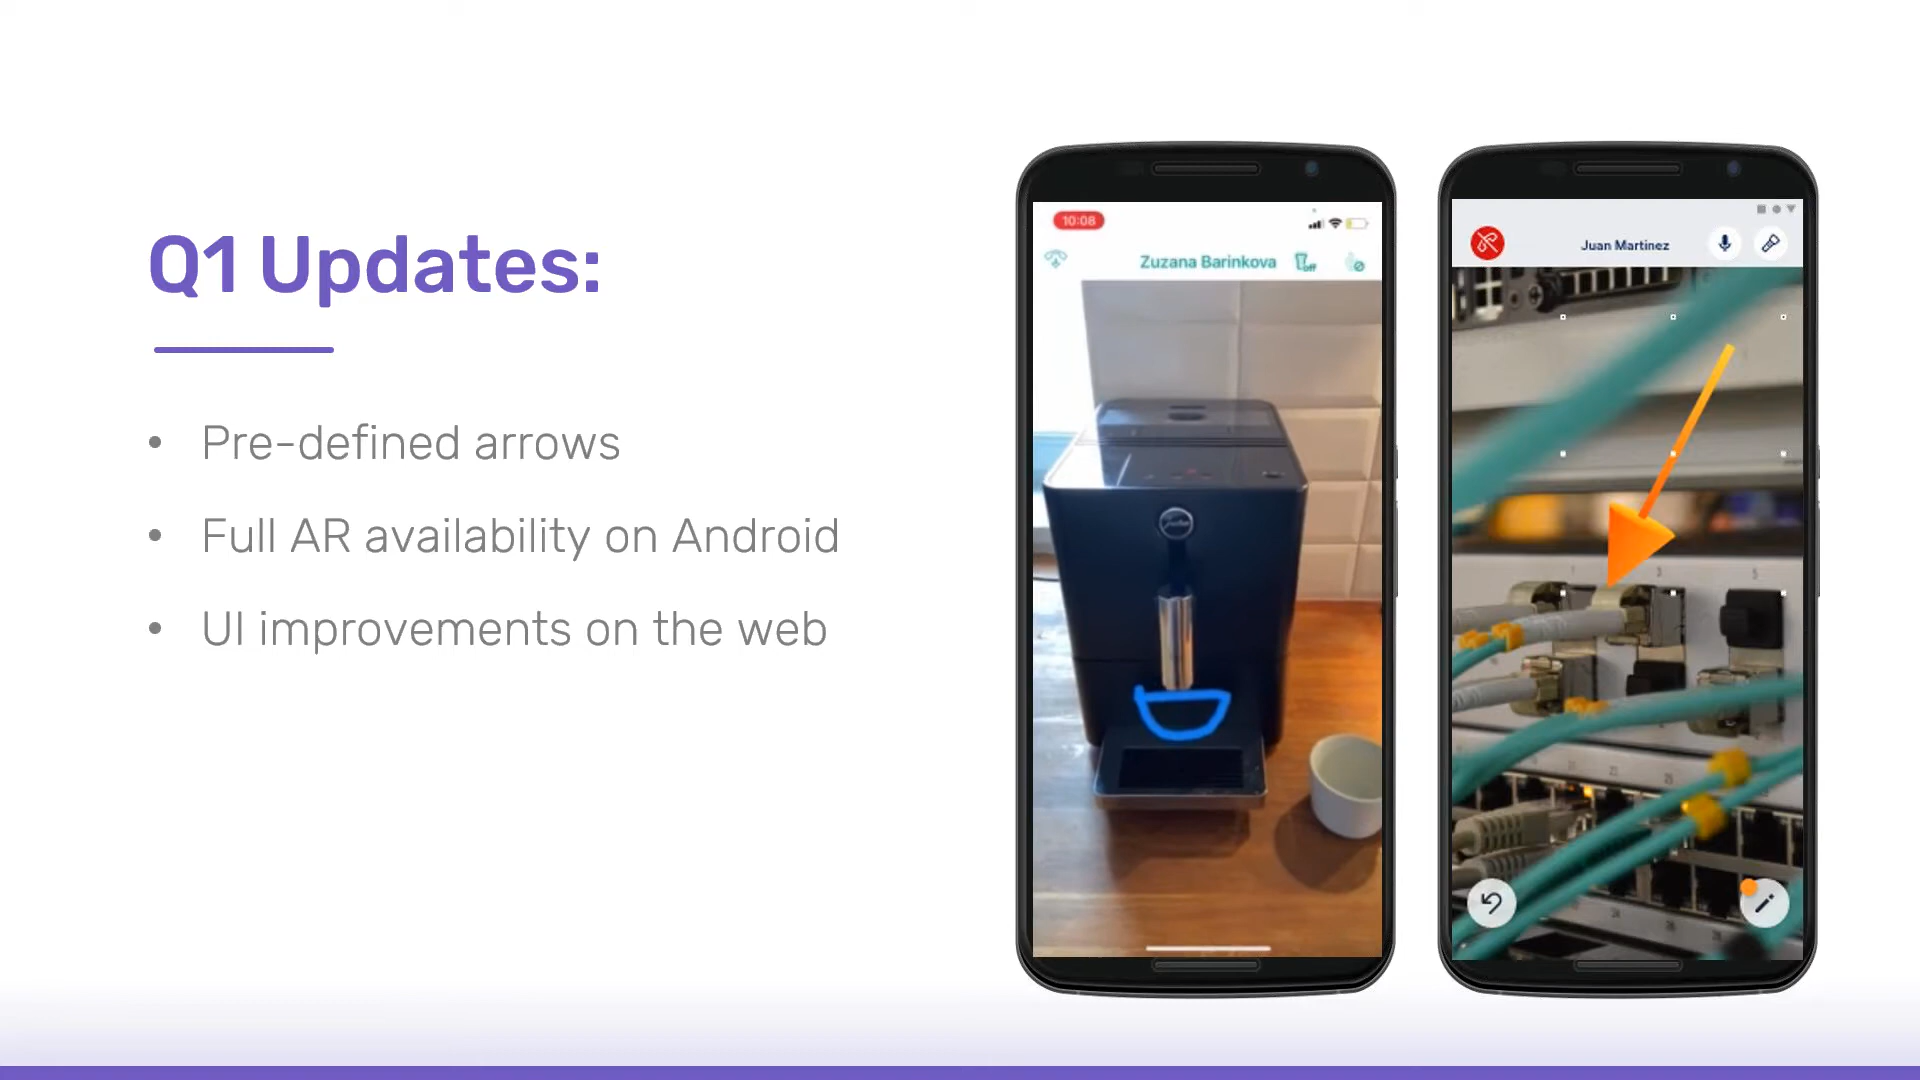 Q1 Updates:
• Pre-defined arrows
• Full AR availability on Android
• UI improvements on the web
10:08
Zuzana Barinkova
off
Juan Martinez